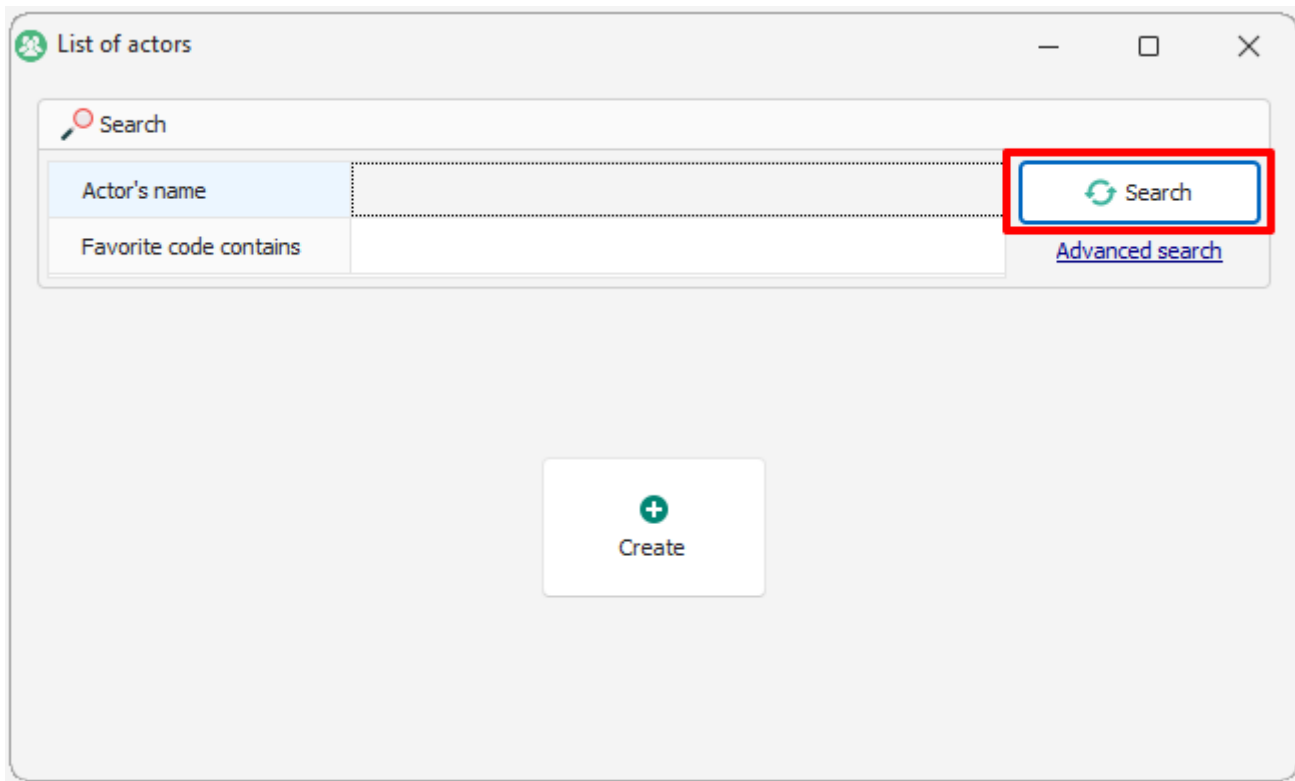 List of actors
Search
Actor's name
Search
Favorite code contains
Advanced search
Create